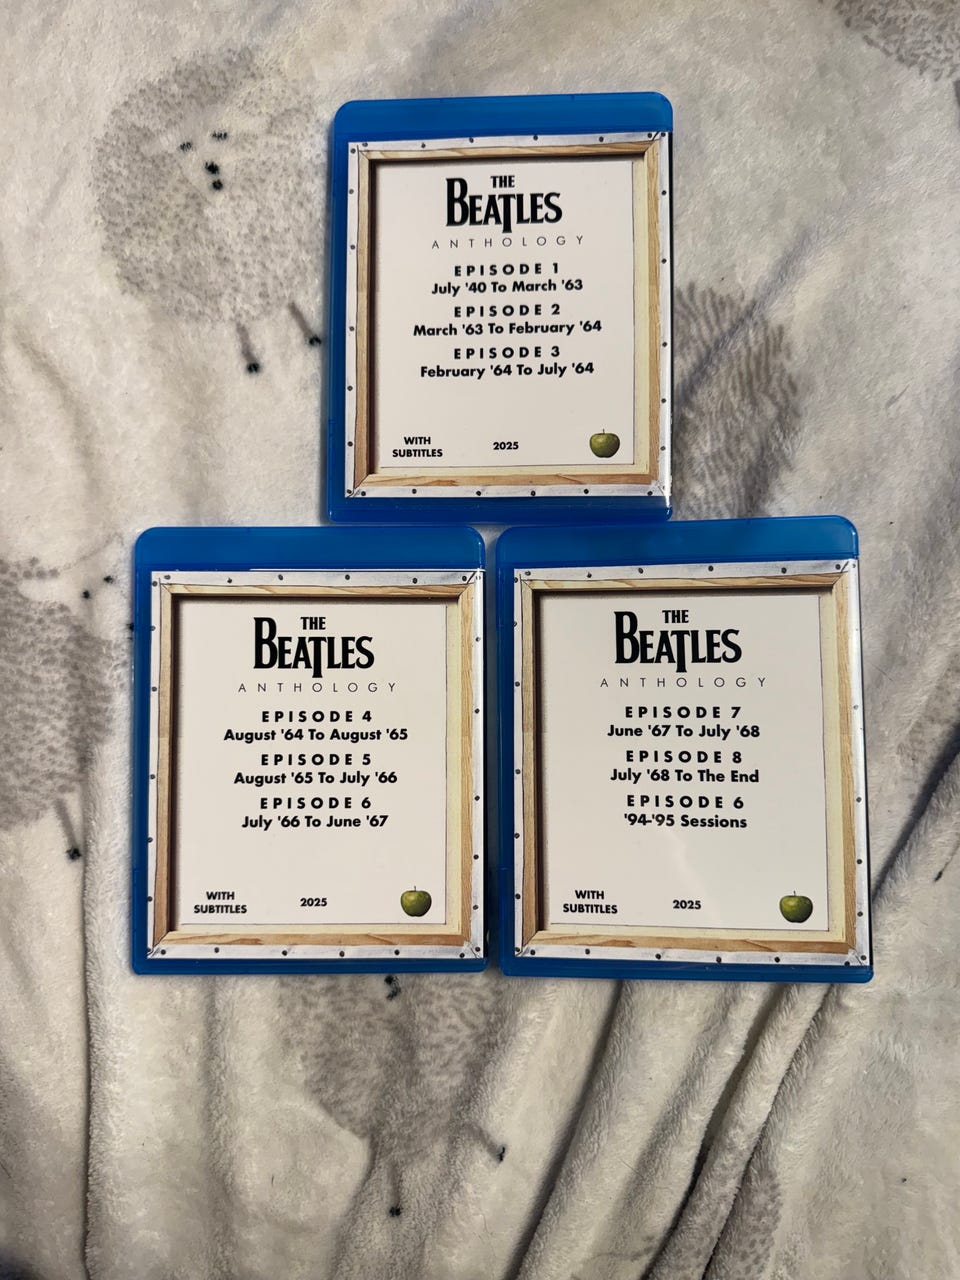 THE
BEATLES
ANTHOLOGY
EPISODE 1
July '40 To March '63
EPISODE 2
March '63 To February '64
EPISODE 3
February '64 To July '64
WITH
SUBTITLES
2025
THE
BEATLES
ANTHOLOGY
EPISODE 4
August '64 To August '65
EPISODE 5
August '65 To July '66
EPISODE 6
July '66 To June '67
WITH
SUBTITLES
2025
THE
BEATLES
ANTHOLOGY
EPISODE 7
June '67 To July '68
EPISODE 8
July '68 To The End
EPISODE 6
'94-'95 Sessions
WITH
SUBTITLES
2025